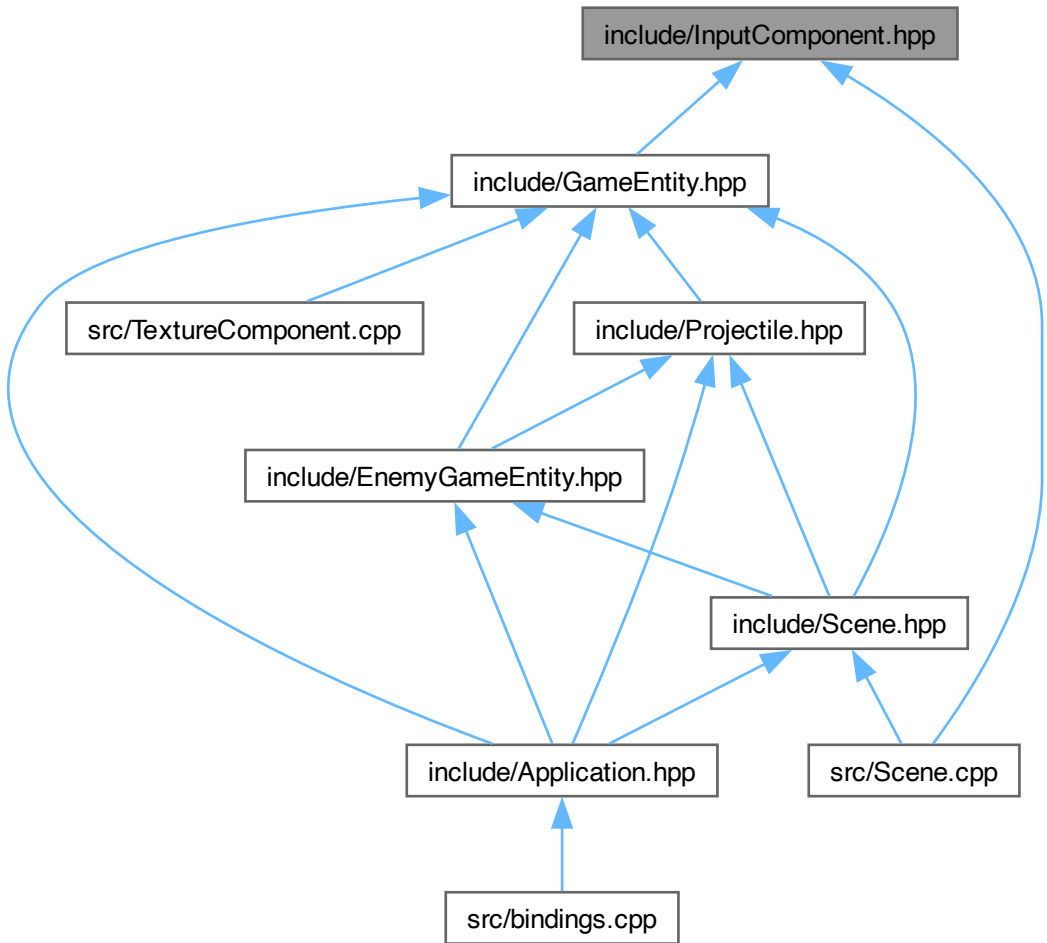 include/InputComponent.hpp
include/GameEntity.hpp
src/TextureComponent.cpp
include/Projectile.hpp
include/EnemyGameEntity.hpp
include/Scene.hpp
include/Application.hpp
src/Scene.cpp
src/bindings.cpp